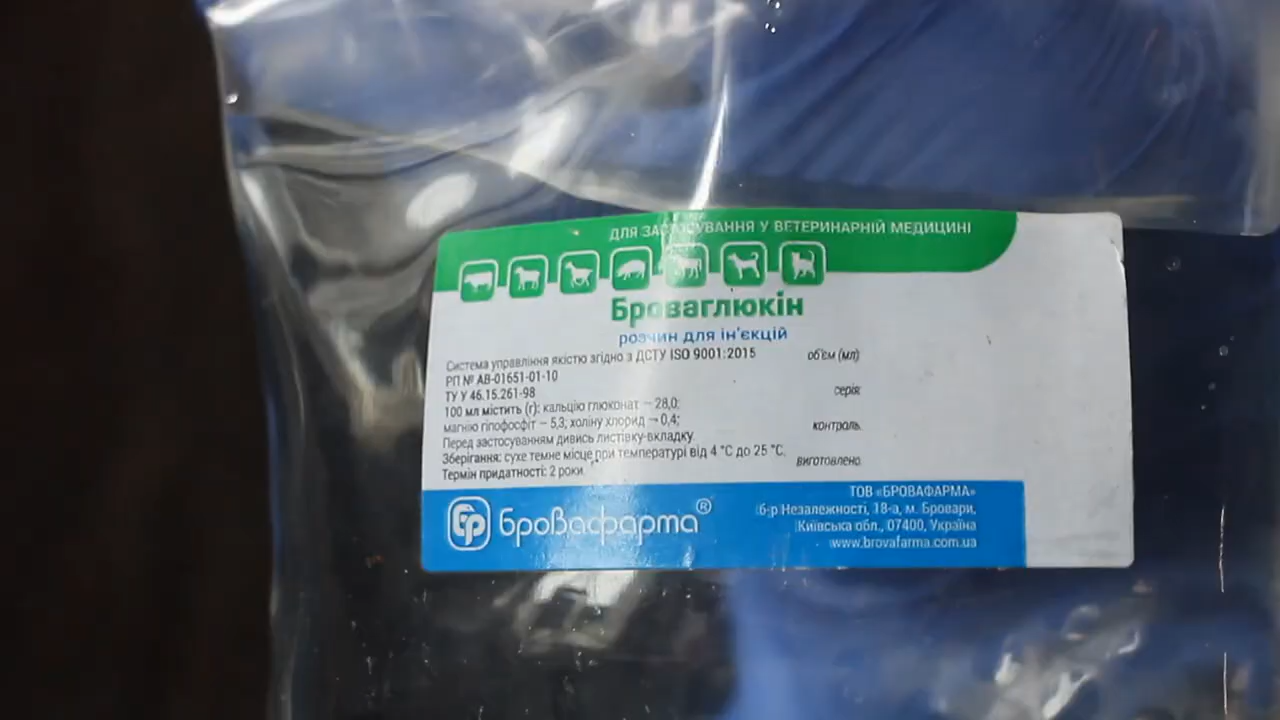 ДЛЯ ЗАСТОСУВАННЯ У ВЕТЕРИНАРНІЙ МЕДИЦИНІ
Броваглюкін
розчин для ін'єкцій
Система управління якістю згідно з ДСТУ ISO 9001:2015
РП № АВ-01651-01-10
ТУ У 46.15.261-98
100 мл містить (г): кальцію глюконат – 28,0;
магнію гіпофосфіт – 5,3; холіну хлорид – 0,4;
Перед застосуванням дивись листівку-вкладку.
Зберігання: сухе темне місце при температурі від 4 °С до 25 °С.
Термін придатності: 2 роки.
об'єм (мл)
серія:
контроль.
виготовлено.
бровафарма®
ТОВ «БРОВАФАРМА»
б-р Незалежності, 18-а, м. Бровари,
Київська обл., 07400, Україна
www.brovafarma.com.ua